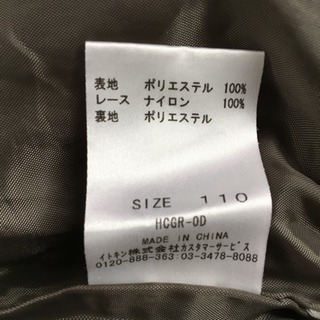 表地 ポリエステル 100%
レース ナイロン 100%
裏地 ポリエステル
SIZE 110
HCGR-OD
MADE IN CHINA
イトキン株式会社カスタマーサービス
0120-888-363:03-3478-8088